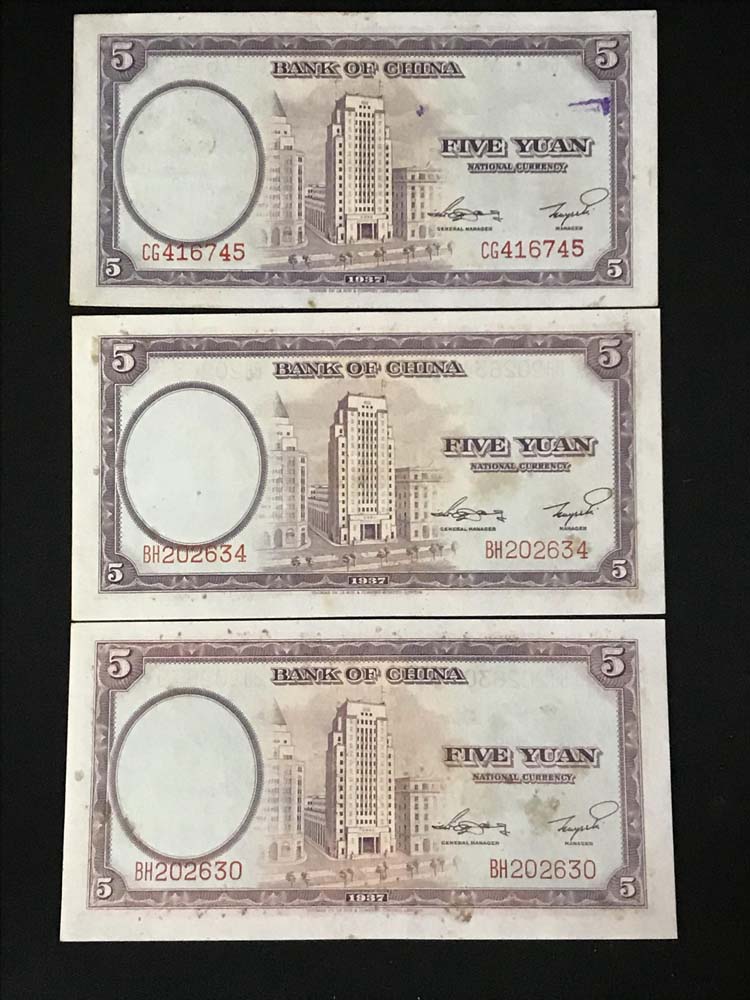 5 5
BANK OF CHINA
FIVE YUAN
NATIONAL CURRENCY
GENERAL MANAGER MANAGER
CG416745 CG416745
5 1937 5
5 5
BANK OF CHINA
FIVE YUAN
NATIONAL CURRENCY
GENERAL MANAGER MANAGER
BH202634 BH202634
5 1937 5
5 5
BANK OF CHINA
FIVE YUAN
NATIONAL CURRENCY
GENERAL MANAGER MANAGER
BH202630 BH202630
5 1937 5